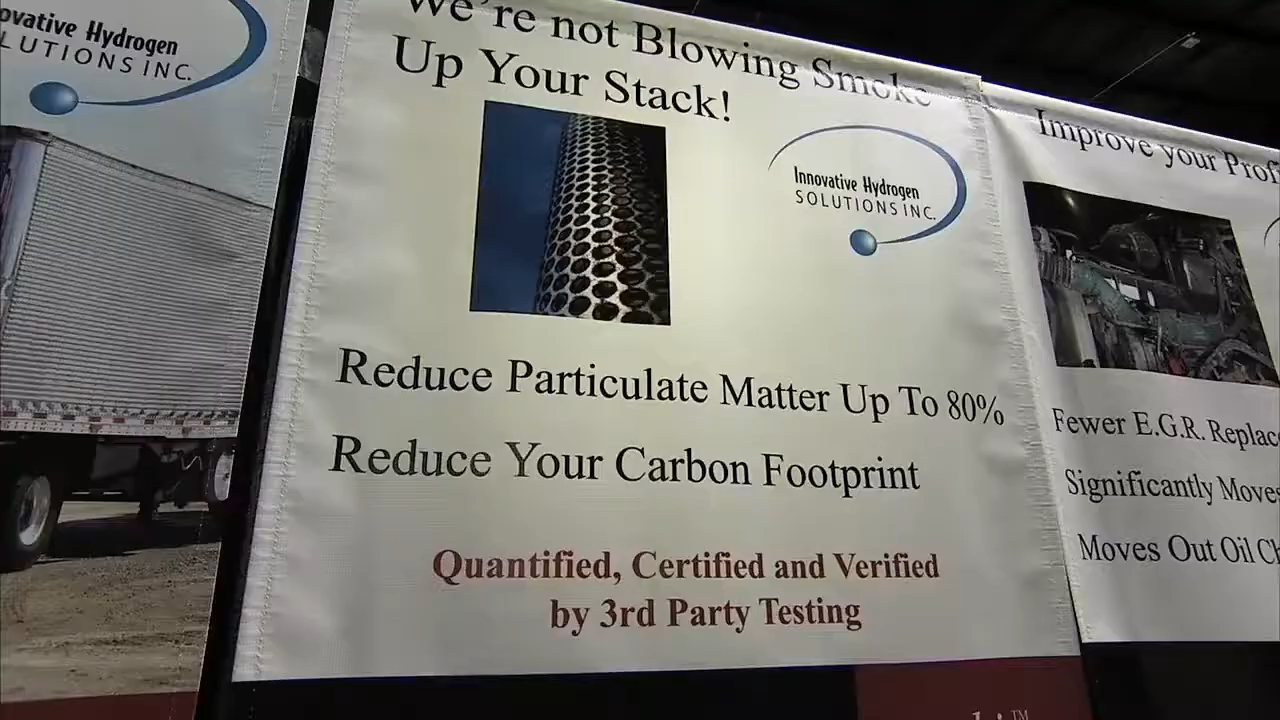 ovative Hydrogen
LUTIONS INC.
We're not Blowing Smoke
Up Your Stack!
Innovative Hydrogen
SOLUTIONS INC.
Reduce Particulate Matter Up To 80%
Reduce Your Carbon Footprint
Quantified, Certified and Verified
by 3rd Party Testing
Improve your Prof
Fewer E.G.R. Replac
Significantly Moves
Moves Out Oil Ch